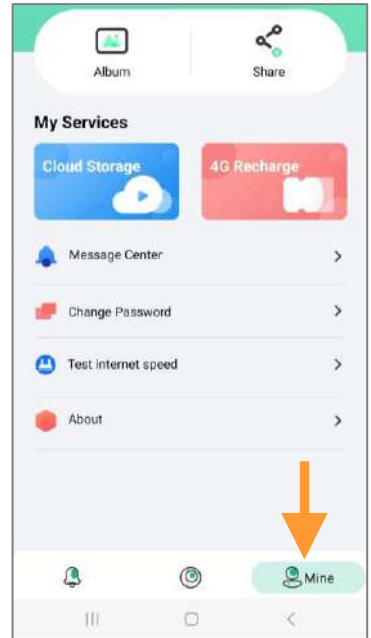 Album
Share
My Services
Cloud Storage
4G Recharge
Message Center
Change Password
Test internet speed
About
Mine